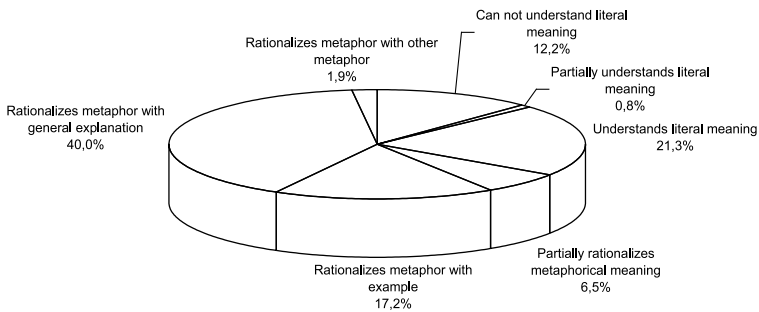 Can not understand literal
meaning
12,2%
Rationalizes metaphor with other
metaphor
1,9%
Partially understands literal
meaning
0,8%
Rationalizes metaphor with
general explanation
40,0%
Understands literal meaning
21,3%
Partially rationalizes
metaphorical meaning
6,5%
Rationalizes metaphor with
example
17,2%